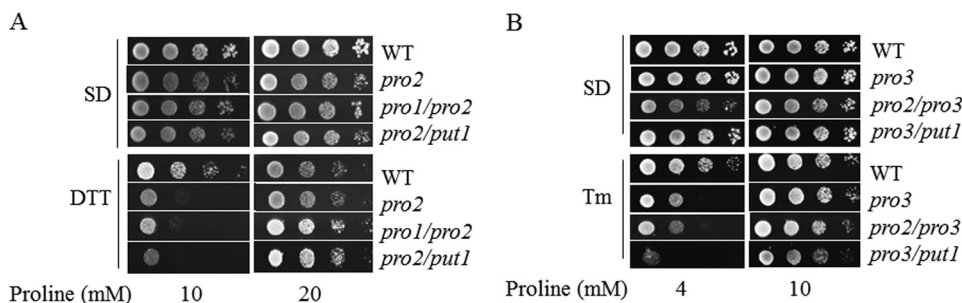 A
SD
WT
pro2
pro1/pro2
pro2/put1
DTT
WT
pro2
pro1/pro2
pro2/put1
Proline (mM) 10 20
B
SD
WT
pro3
pro2/pro3
pro3/put1
Tm
WT
pro3
pro2/pro3
pro3/put1
Proline (mM) 4 10